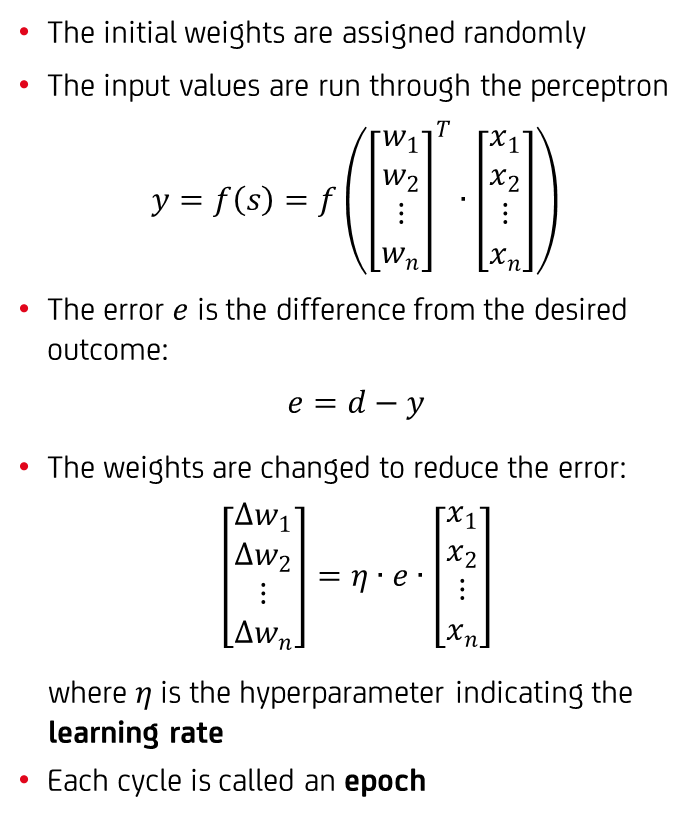 • The initial weights are assigned randomly
• The input values are run through the perceptron
y = f(s) = f([w₁ w₂ ⋮ wₙ]ᵀ · [x₁ x₂ ⋮ xₙ])
• The error e is the difference from the desired
outcome:
e = d − y
• The weights are changed to reduce the error:
[Δw₁ Δw₂ ⋮ Δwₙ] = η · e · [x₁ x₂ ⋮ xₙ]
where η is the hyperparameter indicating the
learning rate
• Each cycle is called an epoch